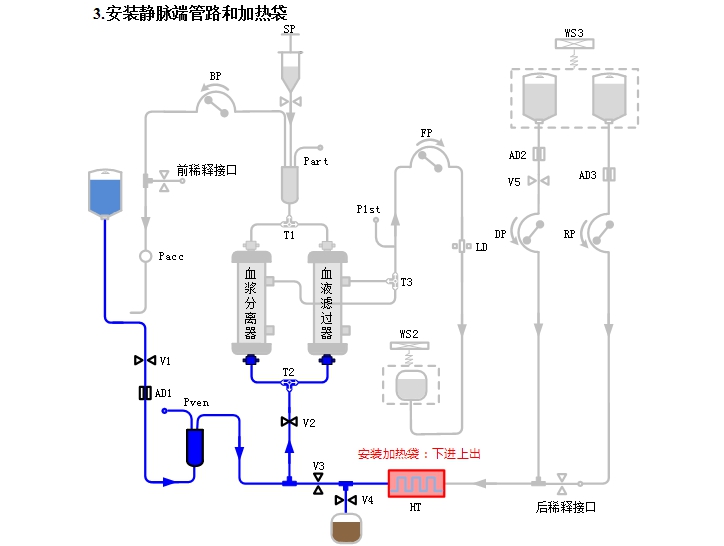 3.安装静脉端管路和加热袋
SP
WS3
BP
FP
Part
前稀释接口
AD2
V5
AD3
P1st
T1
DP
RP
LD
Pacc
血浆分离器
血液滤过器
T3
WS2
V1
T2
AD1
Pven
V2
安装加热袋：下进上出
V3
V4
HT
后稀释接口